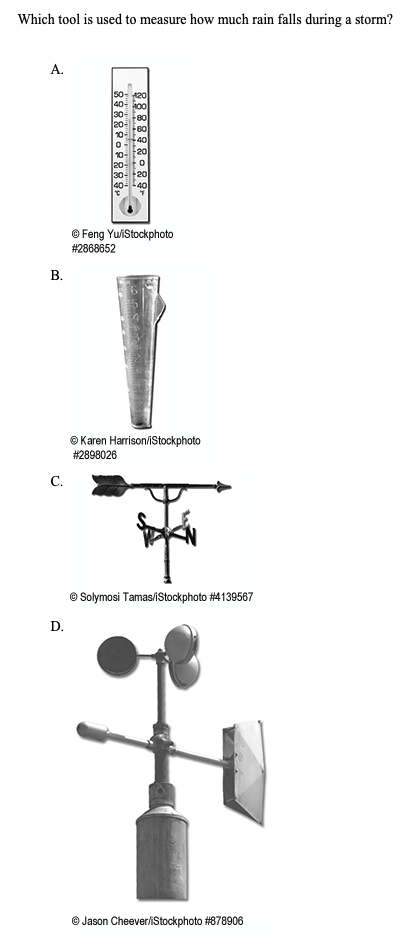 Which tool is used to measure how much rain falls during a storm?
A.
50 120
40 100
30 80
20 60
10 40
0 20
10 0
20 20
30 40
40
°C °F
© Feng Yu/iStockphoto
#2868652
B.
6
5
© Karen Harrison/iStockphoto
#2898026
C.
S E
W N
© Solymosi Tamas/iStockphoto #4139567
D.
© Jason Cheever/iStockphoto #878906